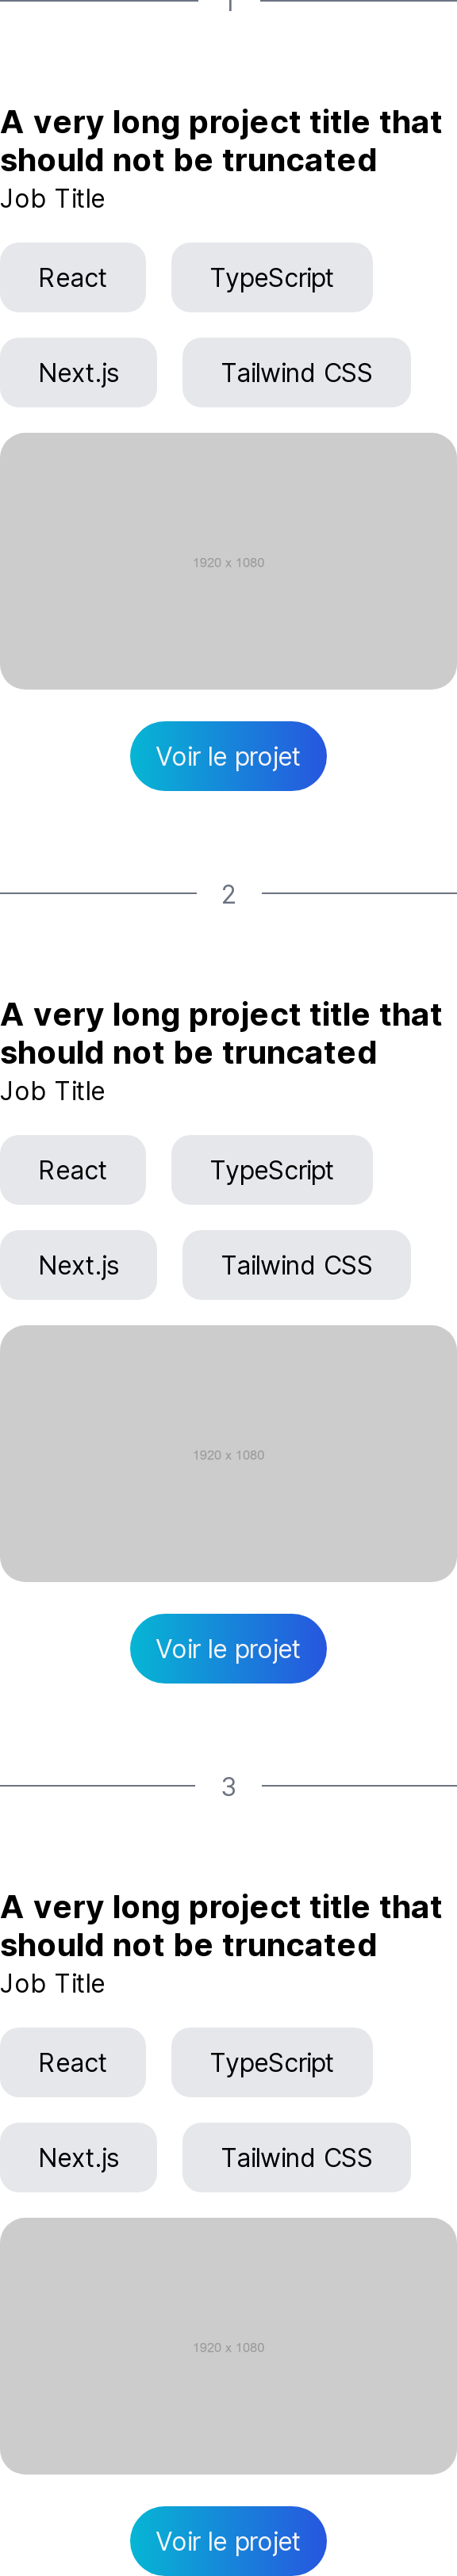 1
A very long project title that
should not be truncated
Job Title
React TypeScript
Next.js Tailwind CSS
1920 x 1080
Voir le projet
2
A very long project title that
should not be truncated
Job Title
React TypeScript
Next.js Tailwind CSS
1920 x 1080
Voir le projet
3
A very long project title that
should not be truncated
Job Title
React TypeScript
Next.js Tailwind CSS
1920 x 1080
Voir le projet